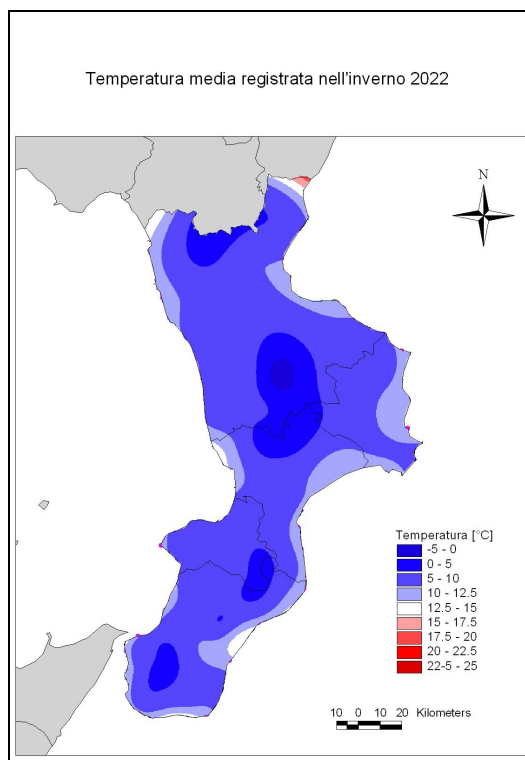 Temperatura media registrata nell'inverno 2022
N
Temperatura [°C]
-5 - 0
0 - 5
5 - 10
10 - 12.5
12.5 - 15
15 - 17.5
17.5 - 20
20 - 22.5
22-5 - 25
10 0 10 20 Kilometers